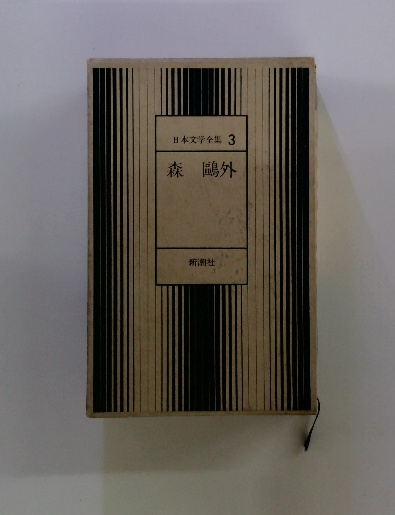 日本文学全集 3
森 鷗外
新潮社